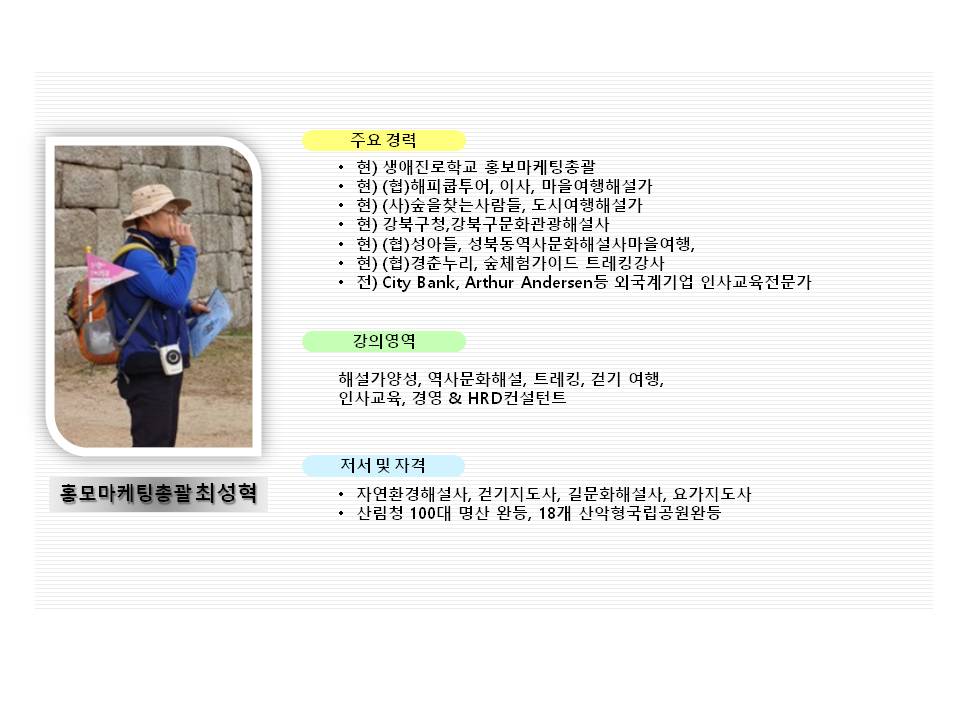 주요 경력
• 현) 생애진로학교 홍보마케팅총괄
• 현) (협)해피쿱투어, 이사, 마을여행해설가
• 현) (사)숲을찾는사람들, 도시여행해설가
• 현) 강북구청,강북구문화관광해설사
• 현) (협)성아들, 성북동역사문화해설사마을여행,
• 현) (협)경춘누리, 숲체험가이드 트레킹강사
• 전) City Bank, Arthur Andersen등 외국계기업 인사교육전문가
강의영역
해설가양성, 역사문화해설, 트레킹, 걷기 여행,
인사교육, 경영 & HRD컨설턴트
저서 및 자격
• 자연환경해설사, 걷기지도사, 길문화해설사, 요가지도사
• 산림청 100대 명산 완등, 18개 산악형국립공원완등
홍모마케팅총괄 최성혁